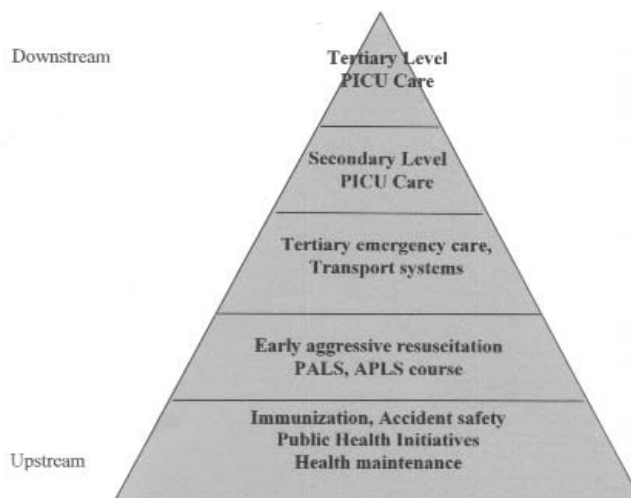 Downstream
Tertiary Level
PICU Care
Secondary Level
PICU Care
Tertiary emergency care,
Transport systems
Early aggressive resuscitation
PALS, APLS course
Immunization, Accident safety
Public Health Initiatives
Upstream
Health maintenance